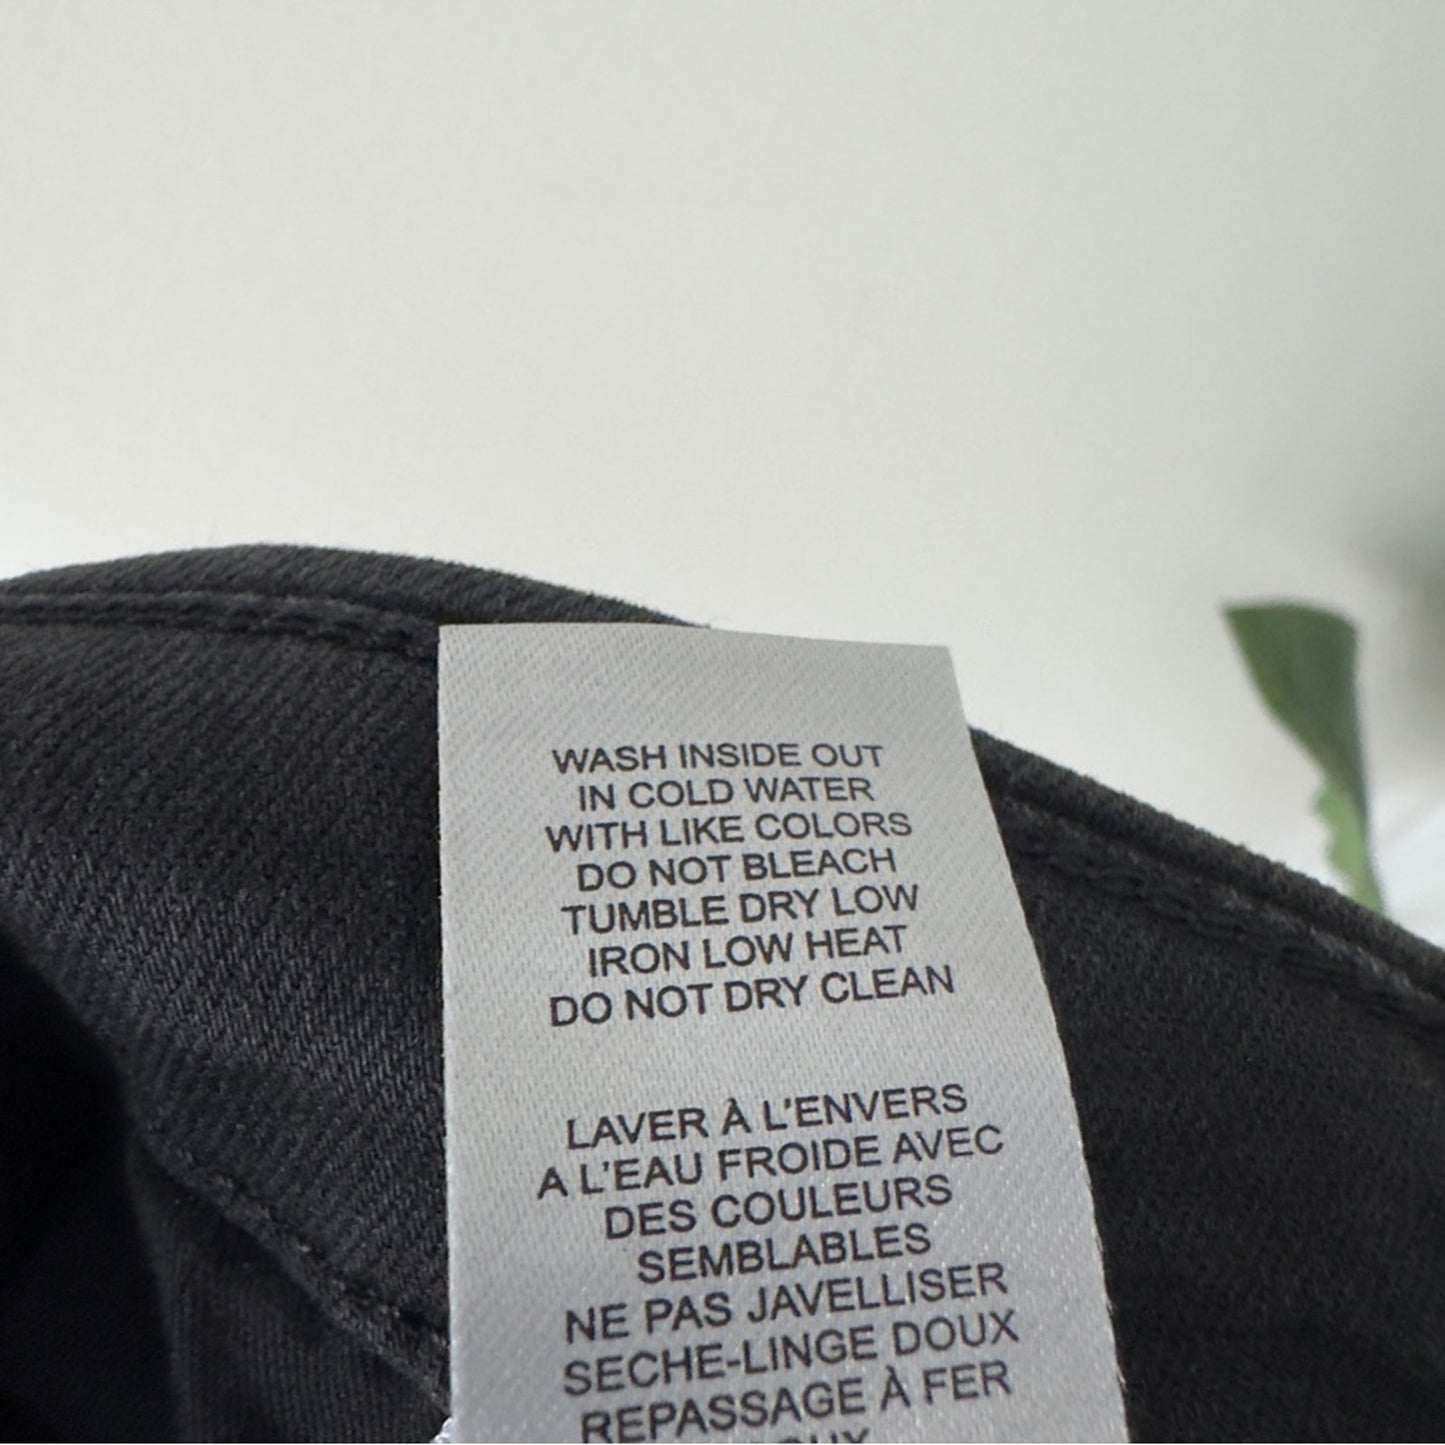 WASH INSIDE OUT
IN COLD WATER
WITH LIKE COLORS
DO NOT BLEACH
TUMBLE DRY LOW
IRON LOW HEAT
DO NOT DRY CLEAN
LAVER À L'ENVERS
A L'EAU FROIDE AVEC
DES COULEURS
SEMBLABLES
NE PAS JAVELLISER
SECHE-LINGE DOUX
REPASSAGE À FER